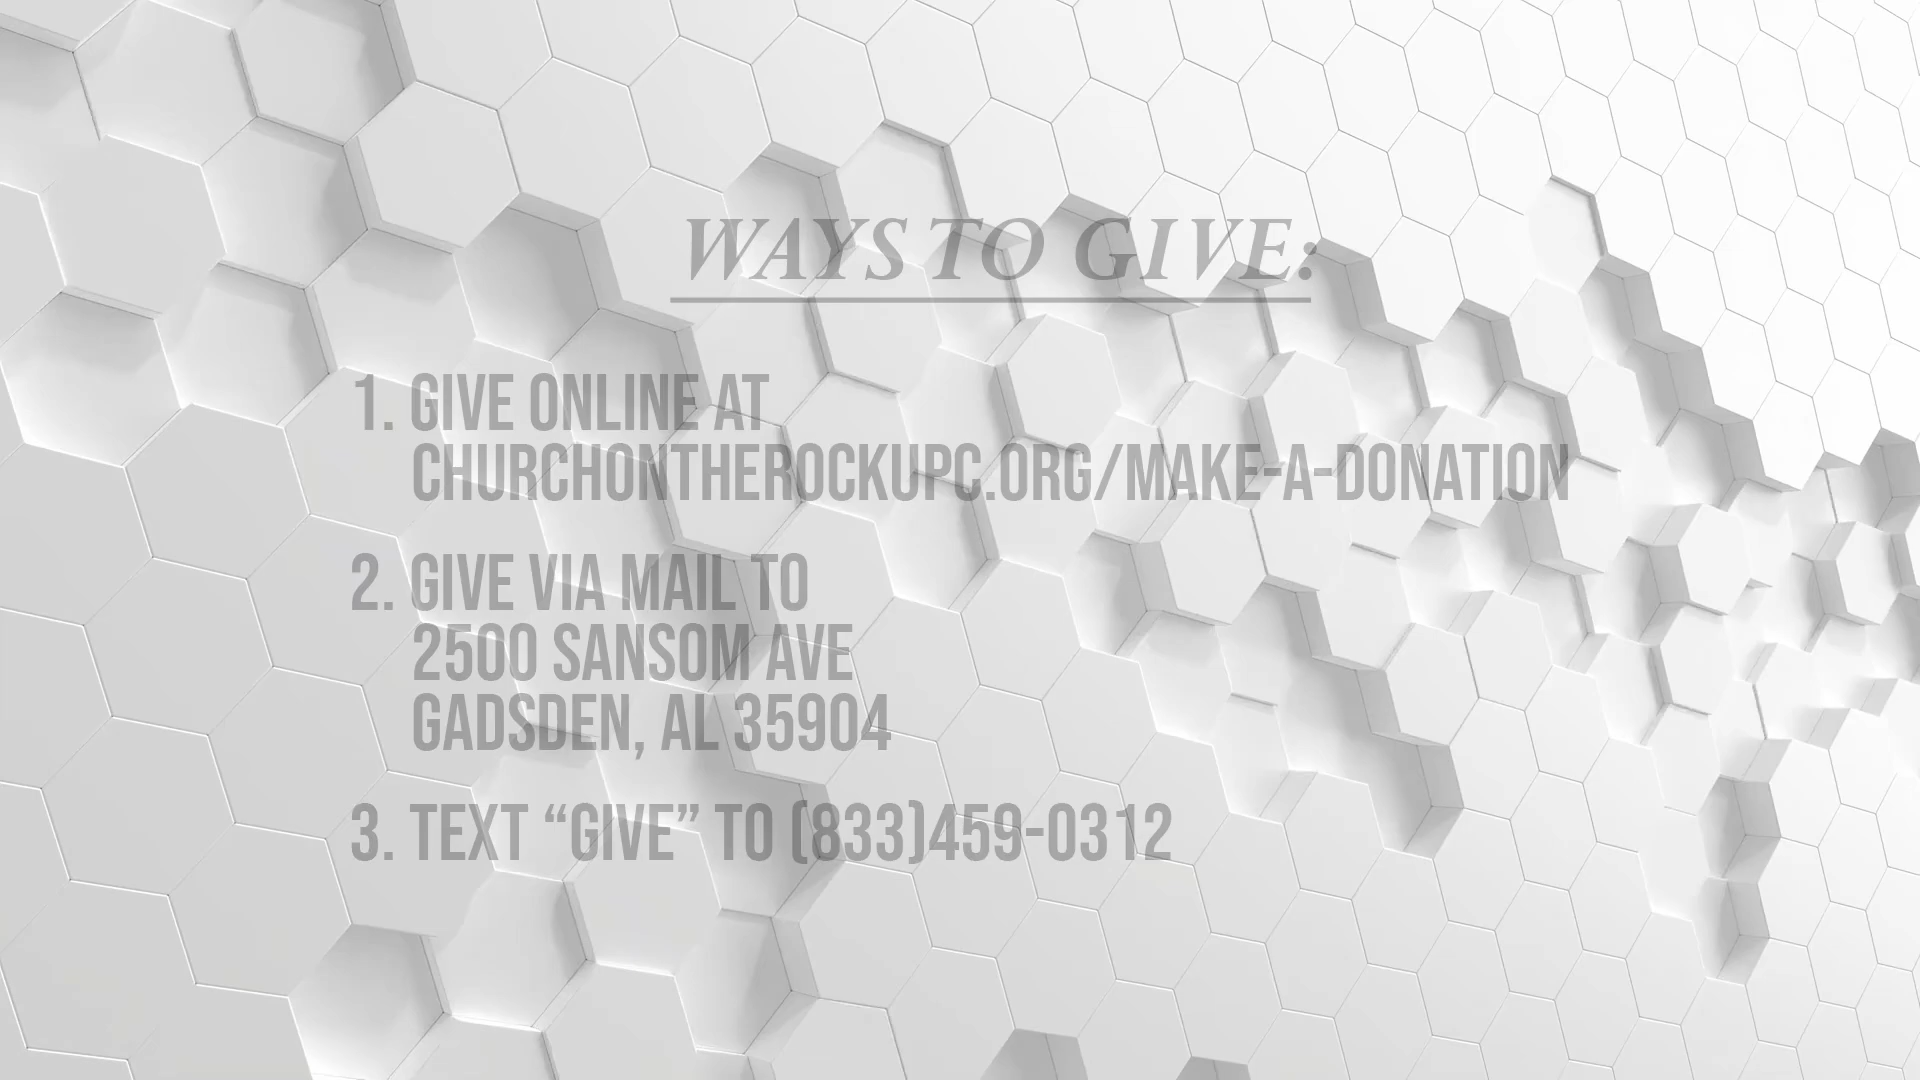 WAYS TO GIVE:
1. GIVE ONLINE AT
CHURCHONTHEROCKUPC.ORG/MAKE-A-DONATION
2. GIVE VIA MAIL TO
2500 SANSOM AVE
GADSDEN, AL 35904
3. TEXT “GIVE” TO (833)459-0312